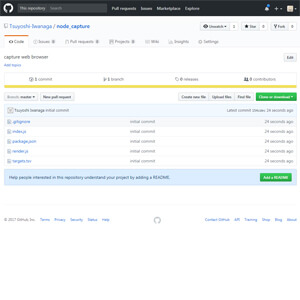 This repository Search Pull requests Issues Marketplace Explore
Tsuyoshi-Iwanaga / node_capture
Unwatch 1 Star 0 Fork 0
Code Issues 0 Pull requests 0 Projects 0 Wiki Insights Settings
capture web browser Edit
Add topics
1 commit 1 branch 0 releases 0 contributors
Branch: master New pull request Create new file Upload files Find file Clone or download
Tsuyoshi Iwanaga initial commit Latest commit 24 seconds ago
.gitignore initial commit 24 seconds ago
index.js initial commit 24 seconds ago
package.json initial commit 24 seconds ago
render.js initial commit 24 seconds ago
targets.tsv initial commit 24 seconds ago
Help people interested in this repository understand your project by adding a README. Add a README
© 2017 GitHub, Inc. Terms Privacy Security Status Help Contact GitHub API Training Shop Blog About